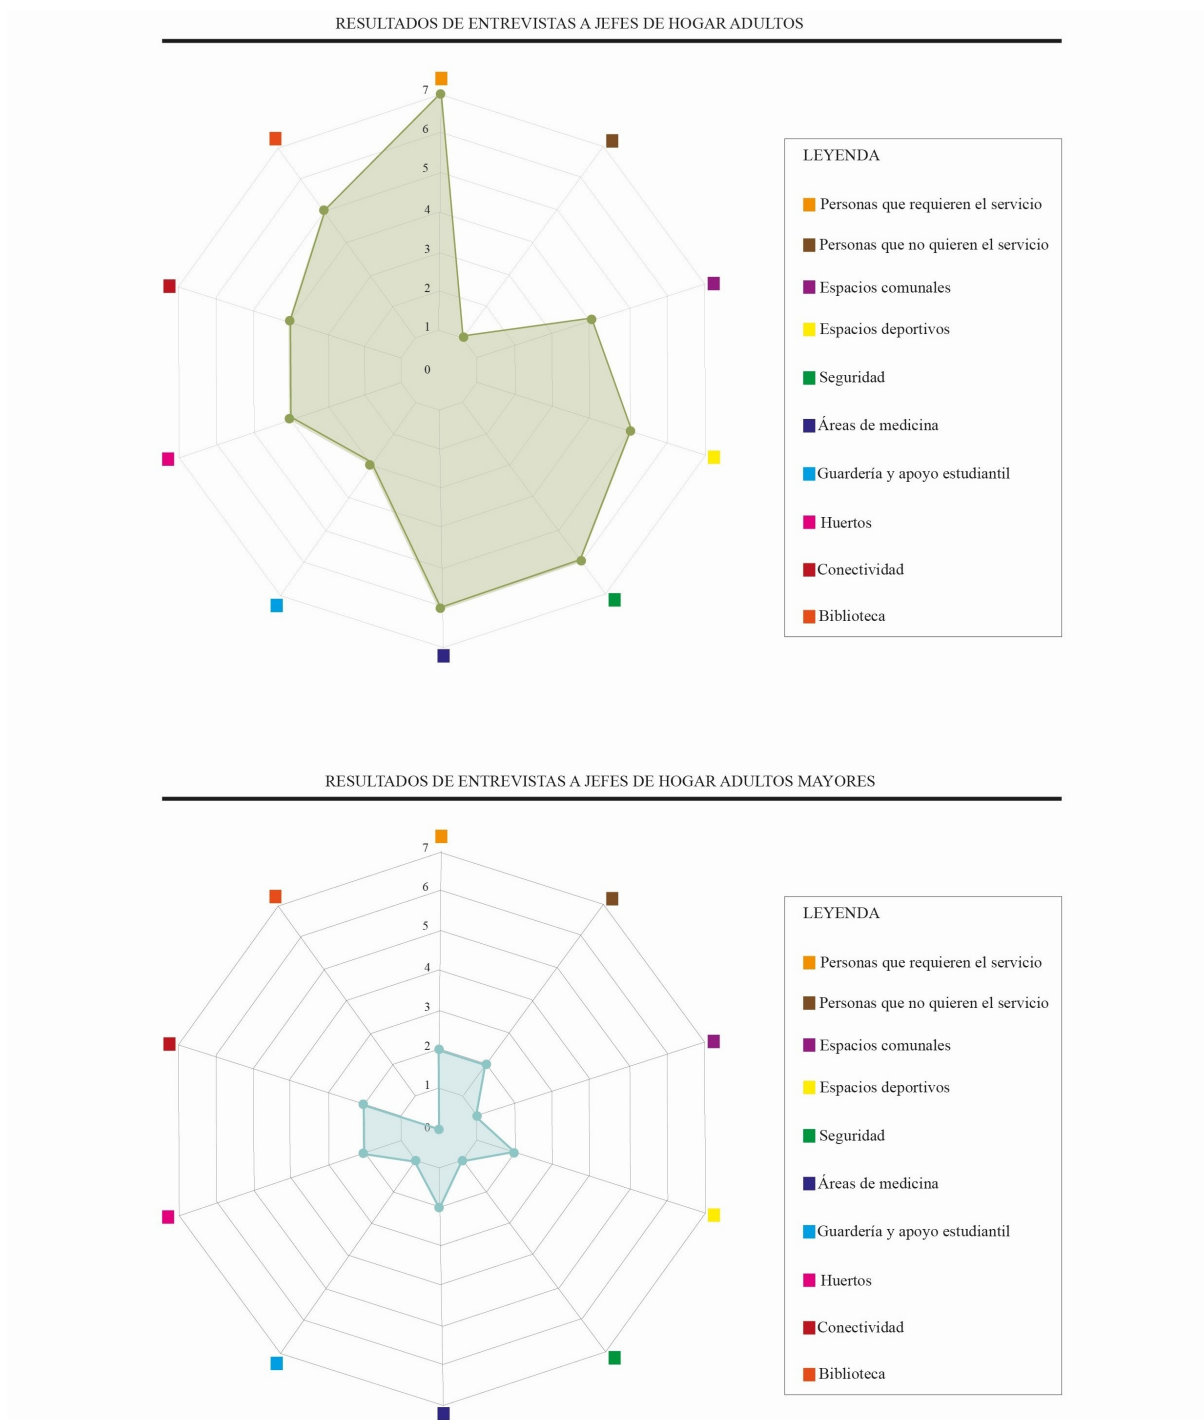 RESULTADOS DE ENTREVISTAS A JEFES DE HOGAR ADULTOS
7
6
5
4
3
2
1
0
LEYENDA
Personas que requieren el servicio
Personas que no quieren el servicio
Espacios comunales
Espacios deportivos
Seguridad
Áreas de medicina
Guardería y apoyo estudiantil
Huertos
Conectividad
Biblioteca
RESULTADOS DE ENTREVISTAS A JEFES DE HOGAR ADULTOS MAYORES
7
6
5
4
3
2
1
0
LEYENDA
Personas que requieren el servicio
Personas que no quieren el servicio
Espacios comunales
Espacios deportivos
Seguridad
Áreas de medicina
Guardería y apoyo estudiantil
Huertos
Conectividad
Biblioteca